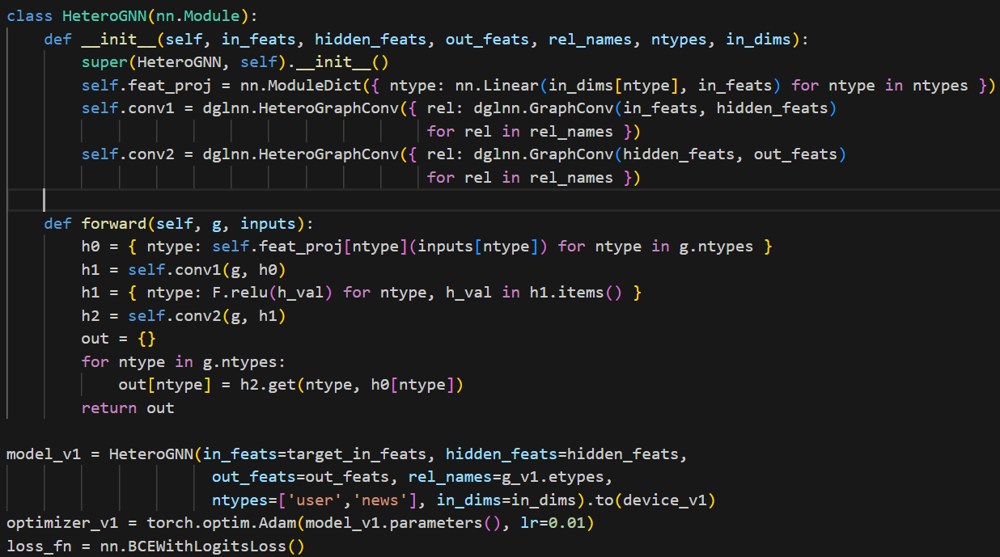 class HeteroGNN(nn.Module):
    def __init__(self, in_feats, hidden_feats, out_feats, rel_names, ntypes, in_dims):
        super(HeteroGNN, self).__init__()
        self.feat_proj = nn.ModuleDict({ ntype: nn.Linear(in_dims[ntype], in_feats) for ntype in ntypes })
        self.conv1 = dglnn.HeteroGraphConv({ rel: dglnn.GraphConv(in_feats, hidden_feats)
                                             for rel in rel_names })
        self.conv2 = dglnn.HeteroGraphConv({ rel: dglnn.GraphConv(hidden_feats, out_feats)
                                             for rel in rel_names })

    def forward(self, g, inputs):
        h0 = { ntype: self.feat_proj[ntype](inputs[ntype]) for ntype in g.ntypes }
        h1 = self.conv1(g, h0)
        h1 = { ntype: F.relu(h_val) for ntype, h_val in h1.items() }
        h2 = self.conv2(g, h1)
        out = {}
        for ntype in g.ntypes:
            out[ntype] = h2.get(ntype, h0[ntype])
        return out

model_v1 = HeteroGNN(in_feats=target_in_feats, hidden_feats=hidden_feats,
                      out_feats=out_feats, rel_names=g_v1.etypes,
                      ntypes=['user','news'], in_dims=in_dims).to(device_v1)
optimizer_v1 = torch.optim.Adam(model_v1.parameters(), lr=0.01)
loss_fn = nn.BCEWithLogitsLoss()